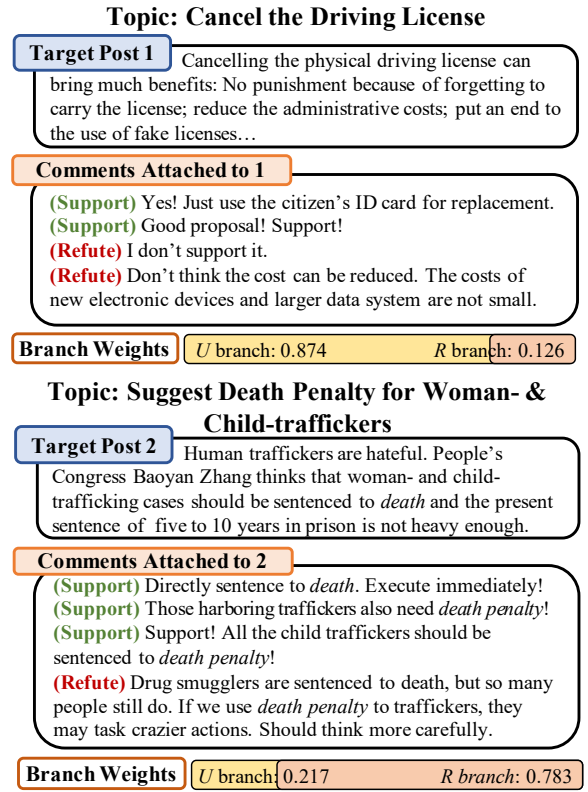 Topic: Cancel the Driving License
Target Post 1
Cancelling the physical driving license can
bring much benefits: No punishment because of forgetting to
carry the license; reduce the administrative costs; put an end to
the use of fake licenses…
Comments Attached to 1
(Support) Yes! Just use the citizen's ID card for replacement.
(Support) Good proposal! Support!
(Refute) I don't support it.
(Refute) Don't think the cost can be reduced. The costs of
new electronic devices and larger data system are not small.
Branch Weights U branch: 0.874 R branch: 0.126
Topic: Suggest Death Penalty for Woman- &
Child-traffickers
Target Post 2
Human traffickers are hateful. People's
Congress Baoyan Zhang thinks that woman- and child-
trafficking cases should be sentenced to death and the present
sentence of five to 10 years in prison is not heavy enough.
Comments Attached to 2
(Support) Directly sentence to death. Execute immediately!
(Support) Those harboring traffickers also need death penalty!
(Support) Support! All the child traffickers should be
sentenced to death penalty!
(Refute) Drug smugglers are sentenced to death, but so many
people still do. If we use death penalty to traffickers, they
may task crazier actions. Should think more carefully.
Branch Weights U branch: 0.217 R branch: 0.783